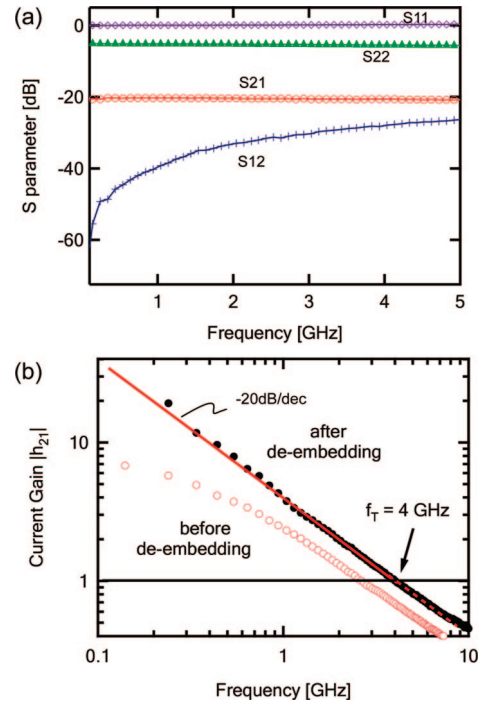 (a)
S parameter [dB]
0
-20
-40
-60
S11
S22
S21
S12
1
2
3
4
5
Frequency [GHz]
(b)
Current Gain |h21|
10
1
-20dB/dec
after
de-embedding
before
de-embedding
fT = 4 GHz
0.1
1
10
Frequency [GHz]